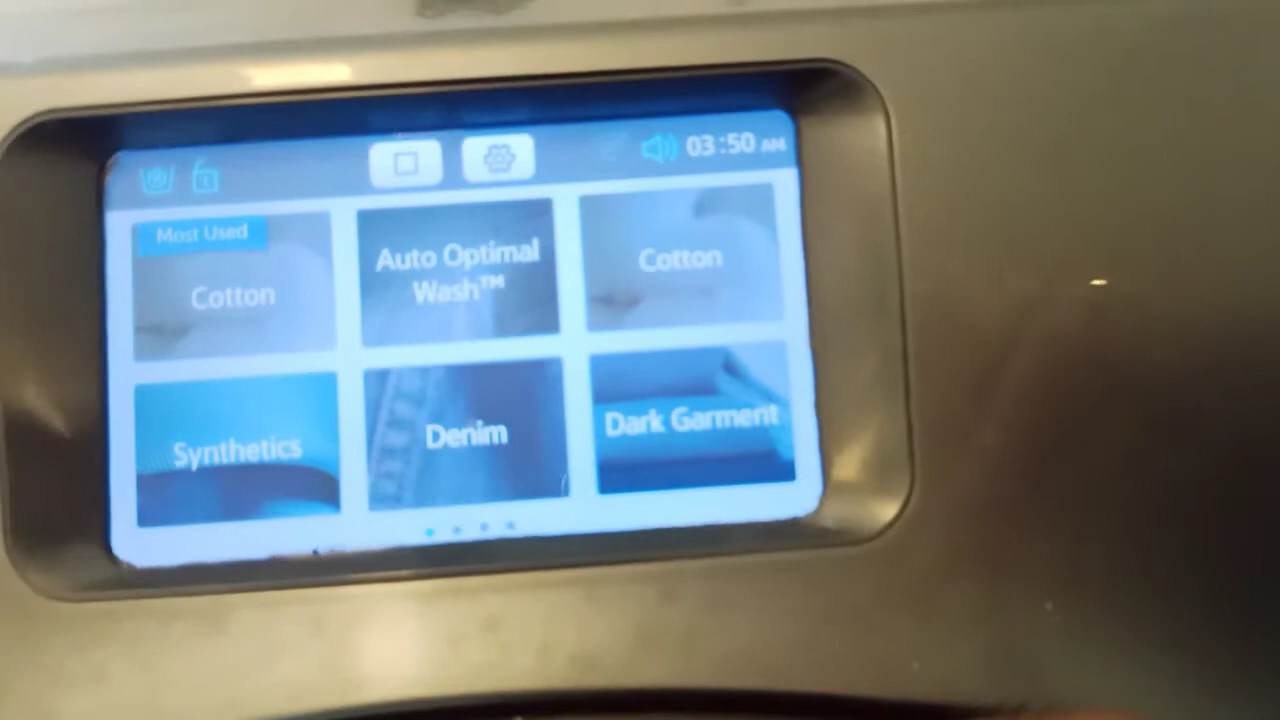 03:50 AM
Most Used
Cotton
Auto Optimal
Wash™
Cotton
Synthetics
Denim
Dark Garment